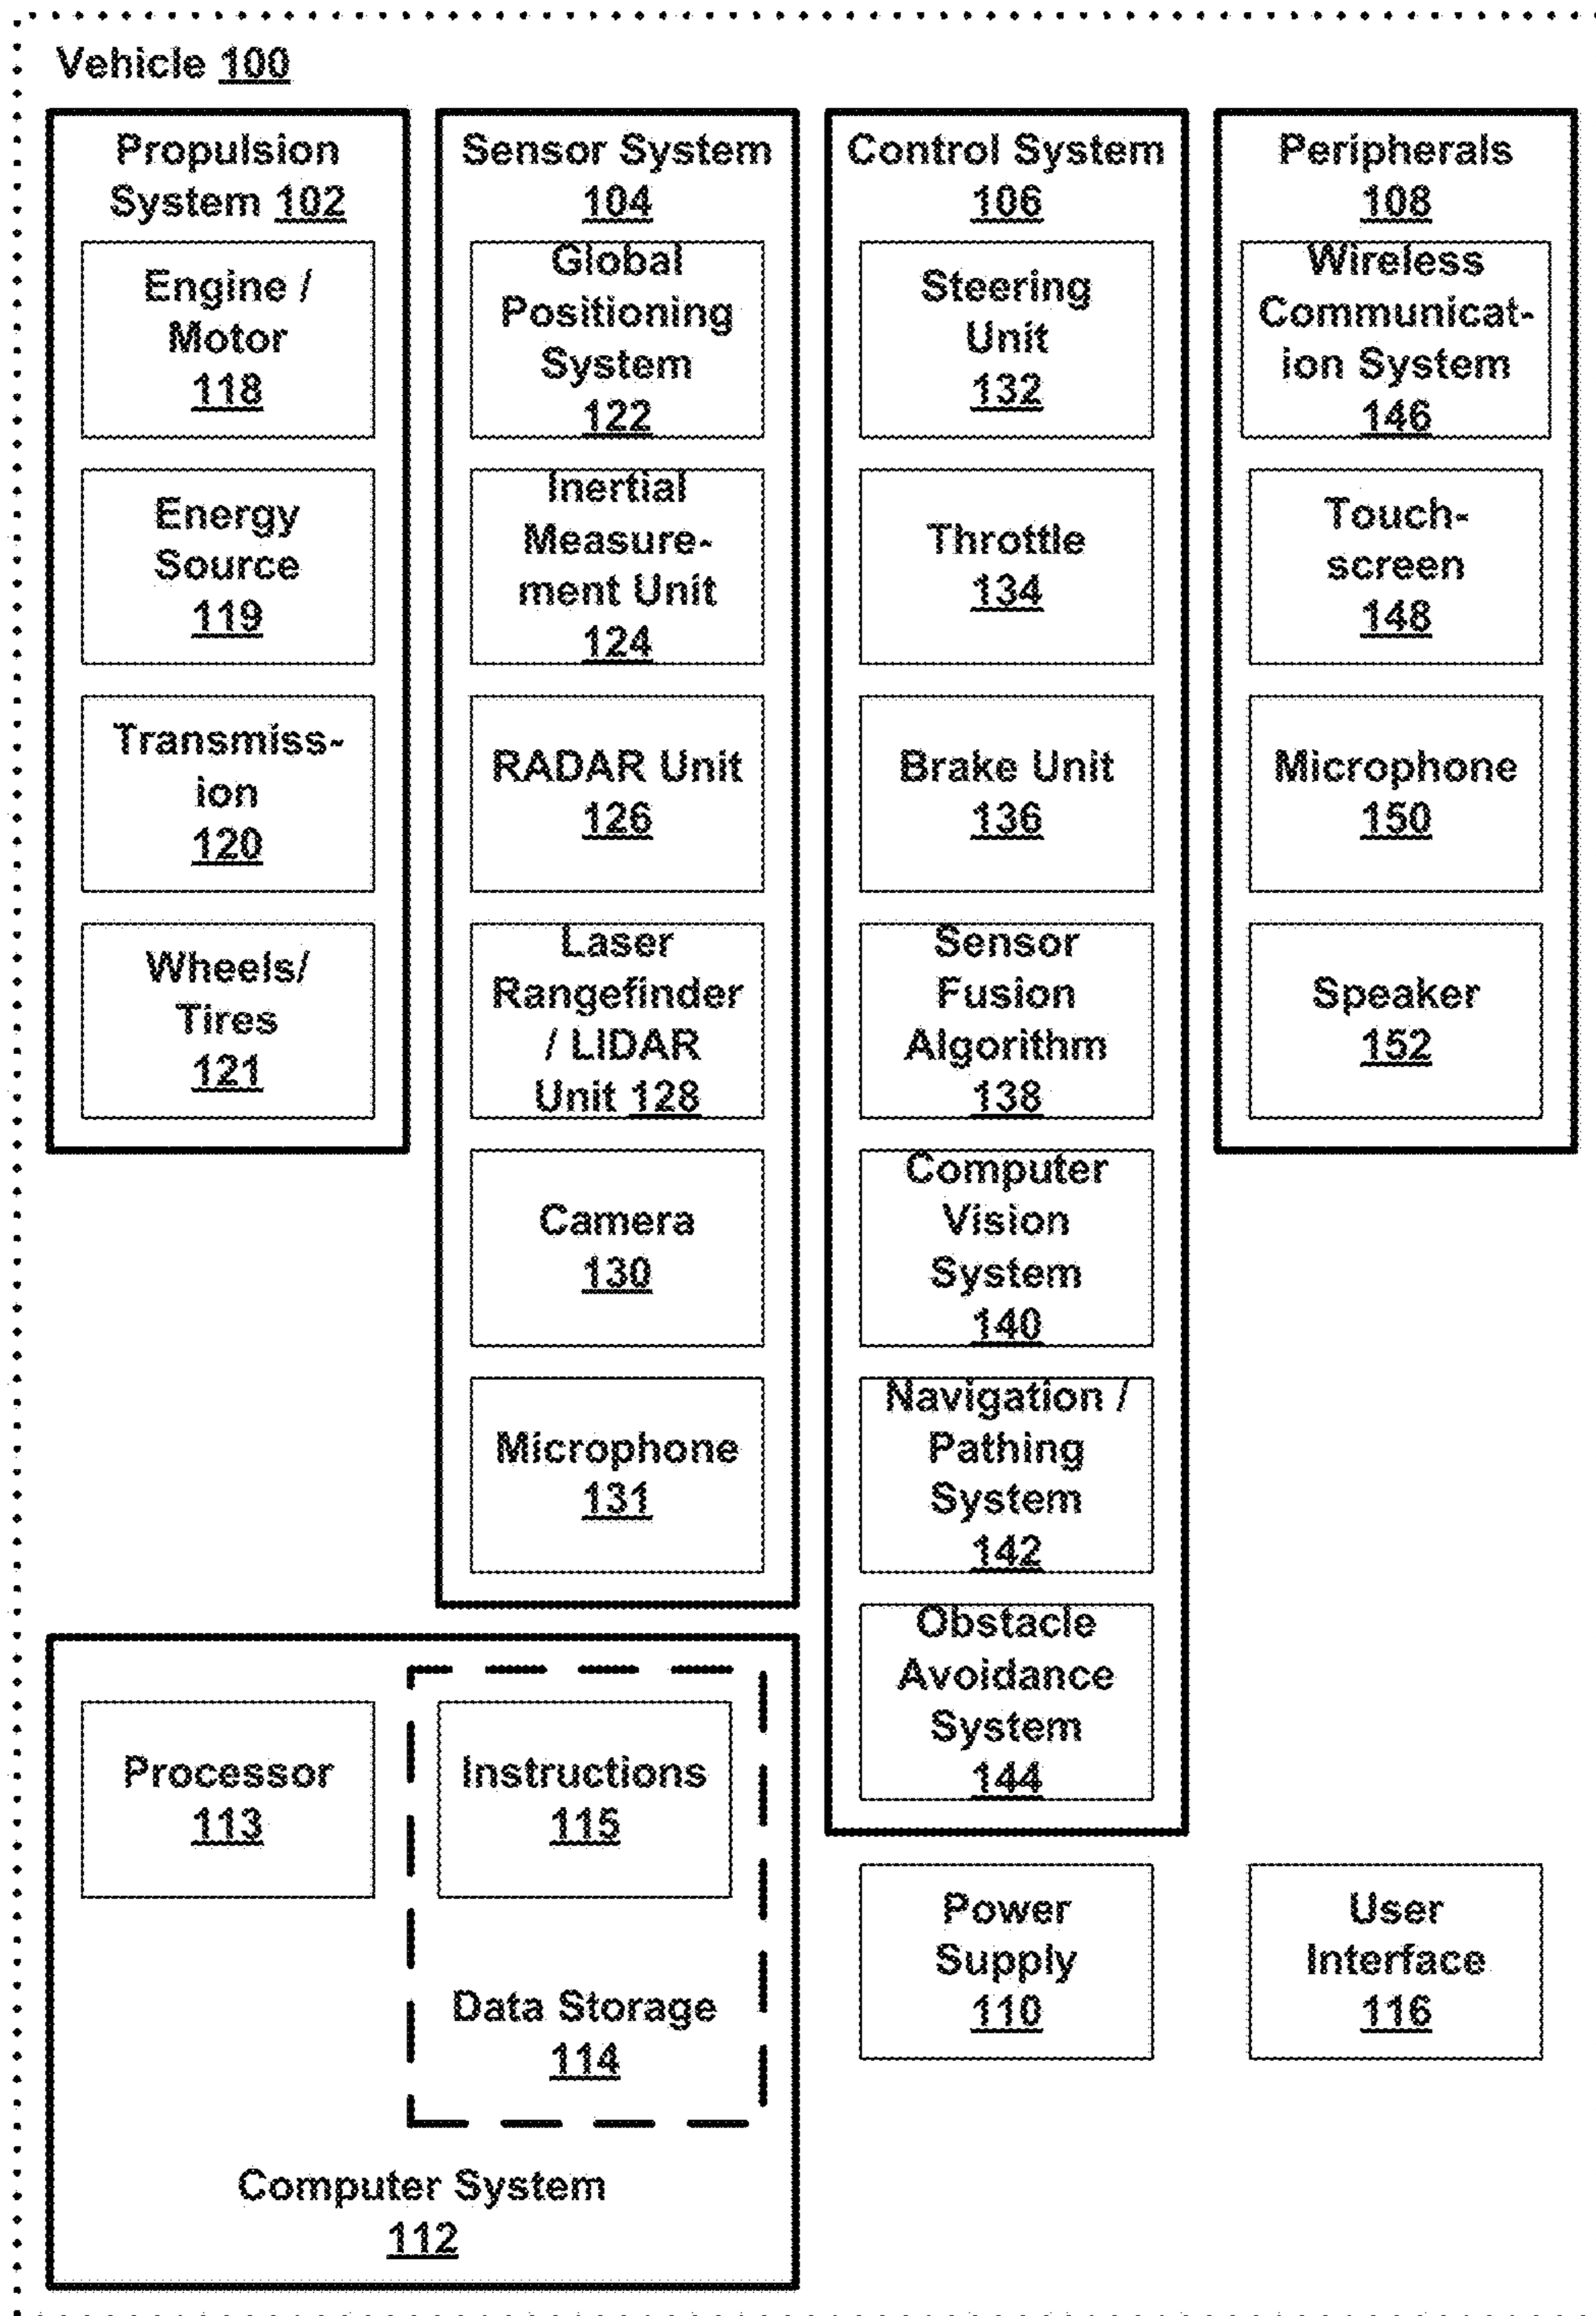 Vehicle 100
Propulsion
System 102
Engine /
Motor
118
Energy
Source
119
Transmiss-
ion
120
Wheels/
Tires
121
Sensor System
104
Global
Positioning
System
122
Inertial
Measure-
ment Unit
124
RADAR Unit
126
Laser
Rangefinder
/ LIDAR
Unit 128
Camera
130
Microphone
131
Control System
106
Steering
Unit
132
Throttle
134
Brake Unit
136
Sensor
Fusion
Algorithm
138
Computer
Vision
System
140
Navigation /
Pathing
System
142
Obstacle
Avoidance
System
144
Peripherals
108
Wireless
Communicat-
ion System
146
Touch-
screen
148
Microphone
150
Speaker
152
Processor
113
Instructions
115
Data Storage
114
Computer System
112
Power
Supply
110
User
Interface
116